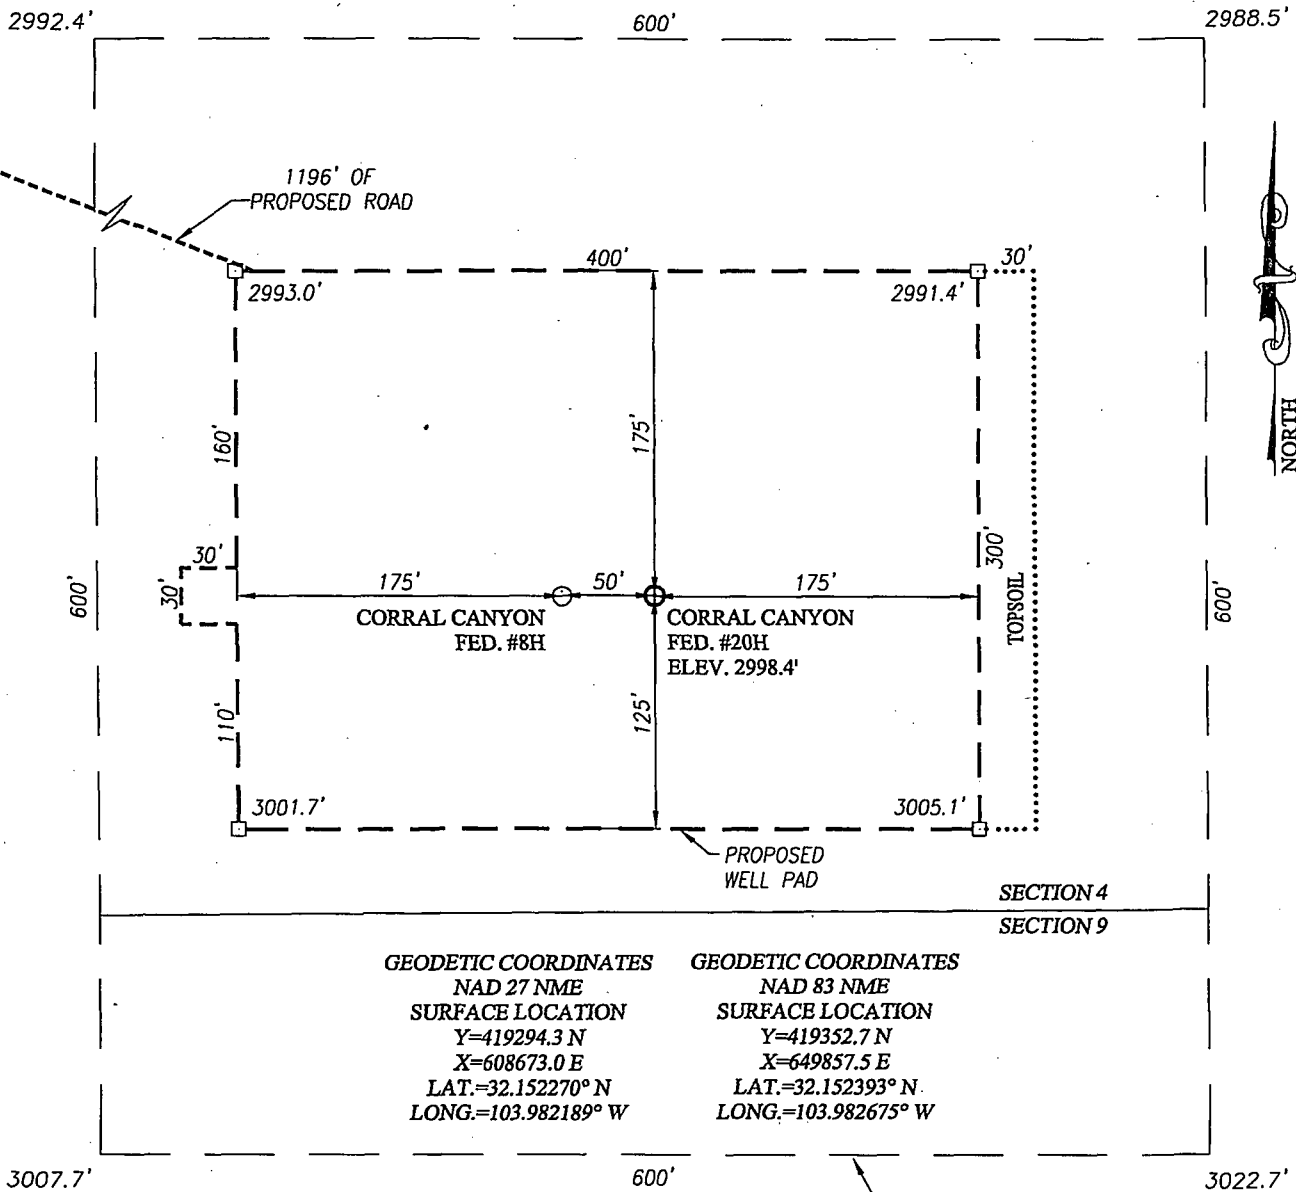 2992.4'
600'
2988.5'
1196' OF
PROPOSED ROAD
400'
30'
2993.0'
2991.4'
160'
175'
NORTH
30'
30'
175'
50'
175'
300'
TOPSOIL
600'
600'
CORRAL CANYON
FED. #8H
CORRAL CANYON
FED. #20H
ELEV. 2998.4'
110'
125'
3001.7'
3005.1'
PROPOSED
WELL PAD
SECTION 4
SECTION 9
GEODETIC COORDINATES
NAD 27 NME
SURFACE LOCATION
Y=419294.3 N
X=608673.0 E
LAT.=32.152270° N
LONG.=103.982189° W
GEODETIC COORDINATES
NAD 83 NME
SURFACE LOCATION
Y=419352.7 N
X=649857.5 E
LAT.=32.152393° N
LONG.=103.982675° W
3007.7'
600'
3022.7'